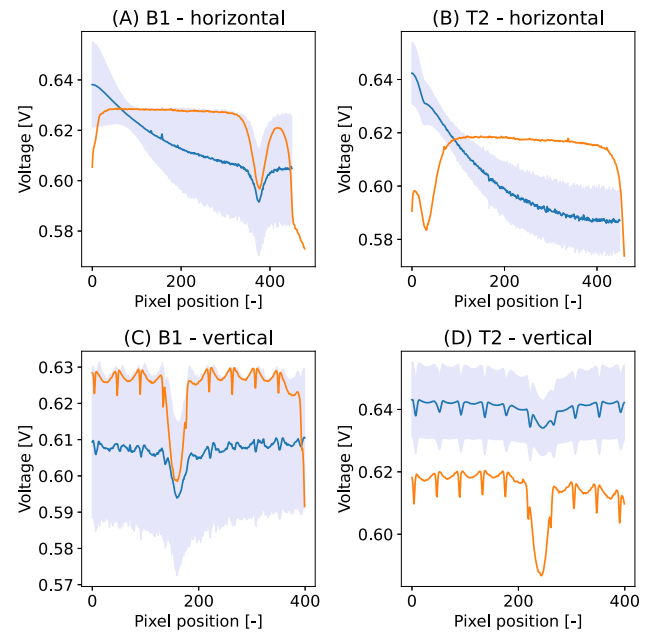 (A) B1 - horizontal
(B) T2 - horizontal
Voltage [V]
0.64
0.62
0.60
0.58
0 200 400
Pixel position [-]
Voltage [V]
0.64
0.62
0.60
0.58
0 200 400
Pixel position [-]
(C) B1 - vertical
(D) T2 - vertical
Voltage [V]
0.63
0.62
0.61
0.60
0.59
0.58
0.57
0 200 400
Pixel position [-]
Voltage [V]
0.64
0.62
0.60
0 200 400
Pixel position [-]